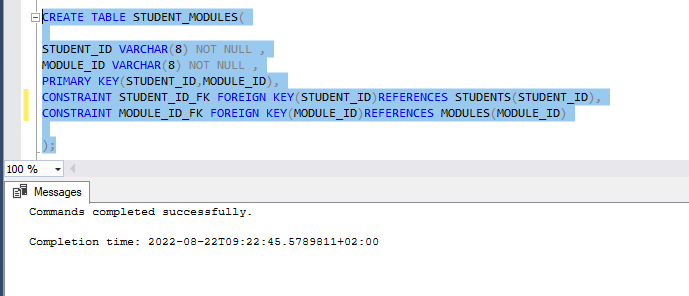 CREATE TABLE STUDENT_MODULES(
STUDENT_ID VARCHAR(8) NOT NULL ,
MODULE_ID VARCHAR(8) NOT NULL ,
PRIMARY KEY(STUDENT_ID,MODULE_ID),
CONSTRAINT STUDENT_ID_FK FOREIGN KEY(STUDENT_ID)REFERENCES STUDENTS(STUDENT_ID),
CONSTRAINT MODULE_ID_FK FOREIGN KEY(MODULE_ID)REFERENCES MODULES(MODULE_ID)
);
100 %
Messages
Commands completed successfully.
Completion time: 2022-08-22T09:22:45.5789811+02:00